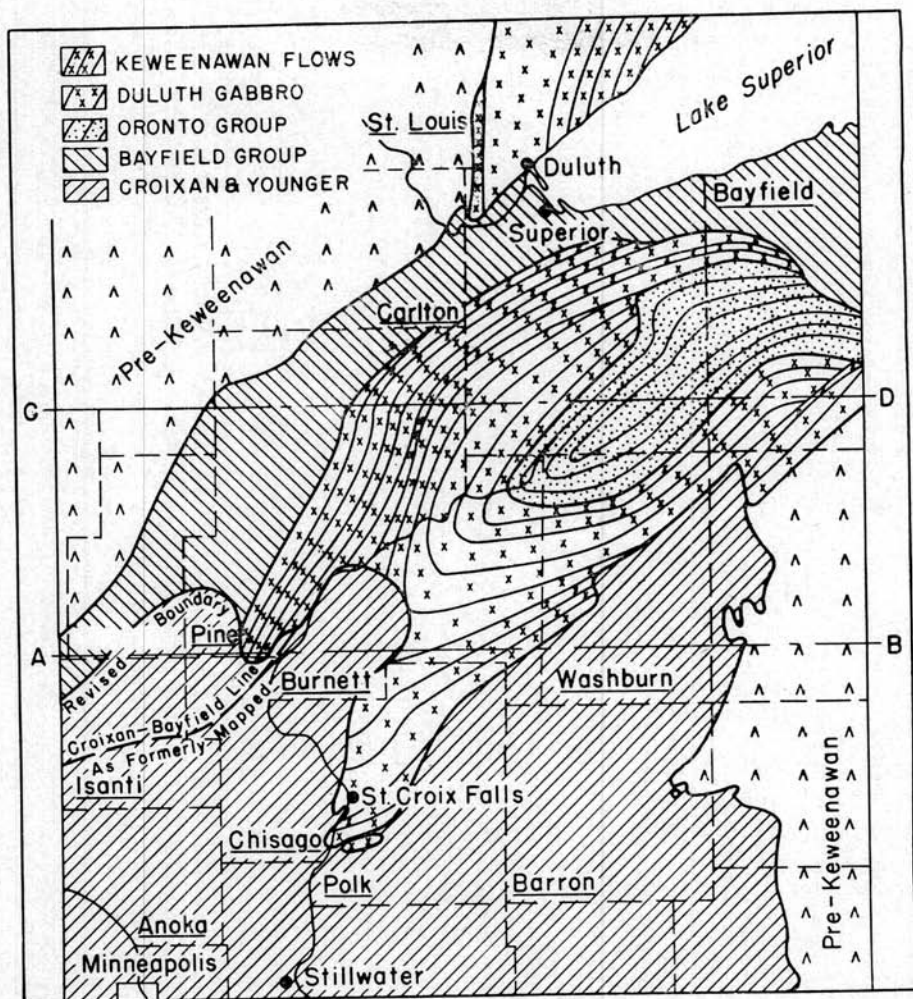 KEWEENAWAN FLOWS
DULUTH GABBRO
ORONTO GROUP
BAYFIELD GROUP
CROIXAN & YOUNGER
Lake Superior
St. Louis
Duluth
Bayfield
Superior
Pre-Keweenawan
Carlton
C
D
Revised Boundary
Pine
A
B
Croixan-Bayfield Line
As Formerly Mapped
Burnett
Washburn
Isanti
St. Croix Falls
Chisago
Polk
Barron
Pre-Keweenawan
Anoka
Minneapolis
Stillwater